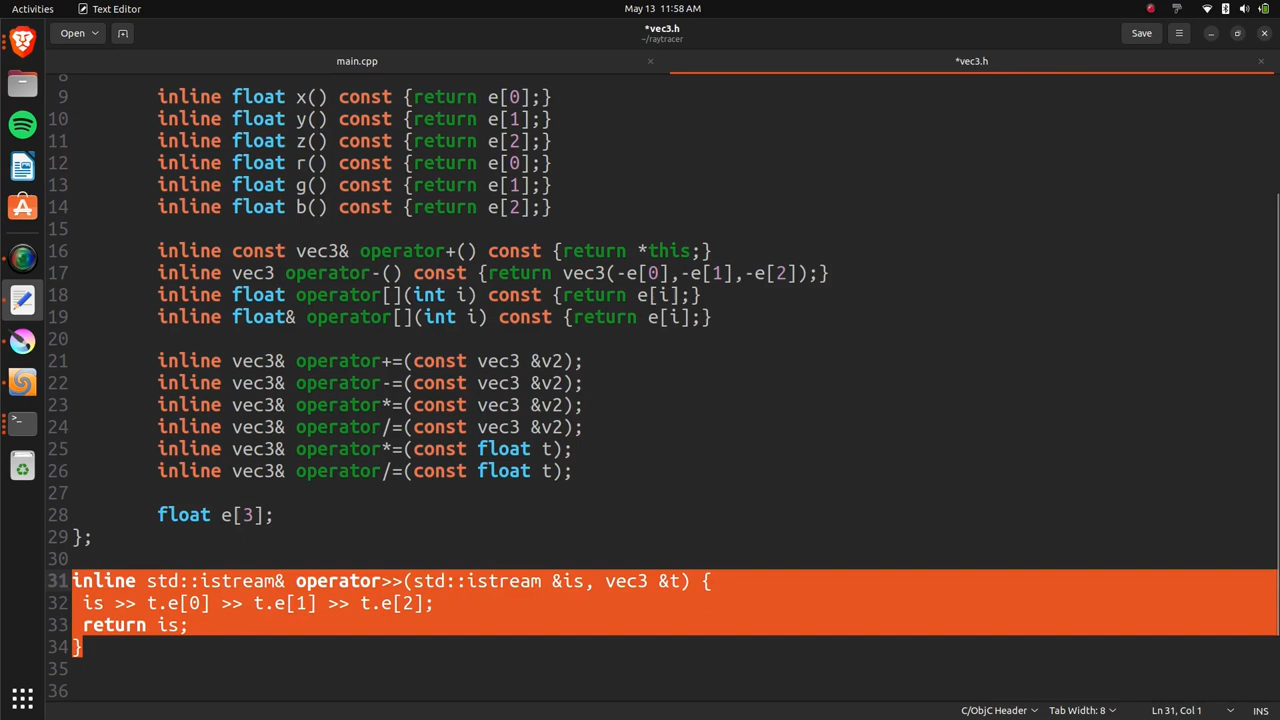 Activities Text Editor May 13 11:58 AM
Open *vec3.h Save
~/raytracer
main.cpp *vec3.h
8
9 inline float x() const {return e[0];}
10 inline float y() const {return e[1];}
11 inline float z() const {return e[2];}
12 inline float r() const {return e[0];}
13 inline float g() const {return e[1];}
14 inline float b() const {return e[2];}
15
16 inline const vec3& operator+() const {return *this;}
17 inline vec3 operator-() const {return vec3(-e[0],-e[1],-e[2]);}
18 inline float operator[](int i) const {return e[i];}
19 inline float& operator[](int i) const {return e[i];}
20
21 inline vec3& operator+=(const vec3 &v2);
22 inline vec3& operator-=(const vec3 &v2);
23 inline vec3& operator*=(const vec3 &v2);
24 inline vec3& operator/=(const vec3 &v2);
25 inline vec3& operator*=(const float t);
26 inline vec3& operator/=(const float t);
27
28 float e[3];
29 };
30
31 inline std::istream& operator>>(std::istream &is, vec3 &t) {
32 is >> t.e[0] >> t.e[1] >> t.e[2];
33 return is;
34 }
35
36
C/ObjC Header Tab Width: 8 Ln 31, Col 1 INS